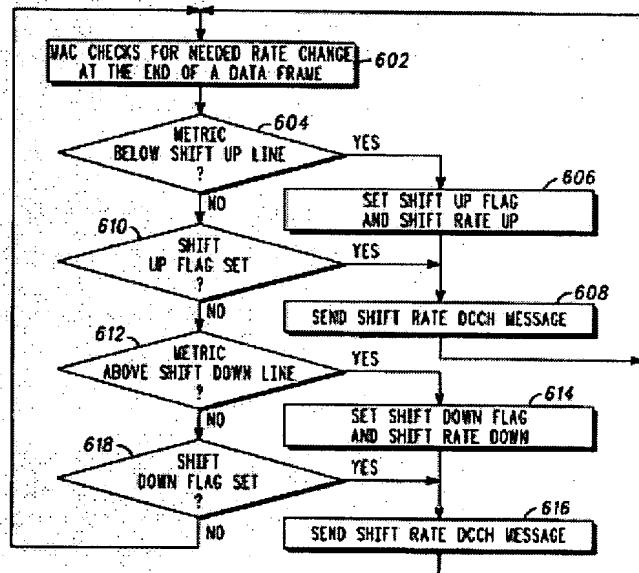 MAC CHECKS FOR NEEDED RATE CHANGE
AT THE END OF A DATA FRAME
602
604
METRIC
BELOW SHIFT UP LINE
?
YES
NO
606
SET SHIFT UP FLAG
AND SHIFT RATE UP
610
SHIFT
UP FLAG SET
?
YES
NO
608
SEND SHIFT RATE DCCH MESSAGE
612
METRIC
ABOVE SHIFT DOWN LINE
?
YES
NO
614
SET SHIFT DOWN FLAG
AND SHIFT RATE DOWN
618
SHIFT
DOWN FLAG SET
?
YES
NO
616
SEND SHIFT RATE DCCH MESSAGE